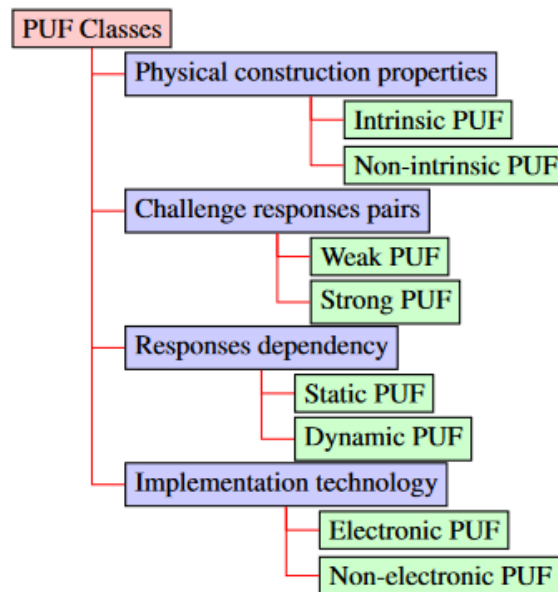 PUF Classes
Physical construction properties
Intrinsic PUF
Non-intrinsic PUF
Challenge responses pairs
Weak PUF
Strong PUF
Responses dependency
Static PUF
Dynamic PUF
Implementation technology
Electronic PUF
Non-electronic PUF